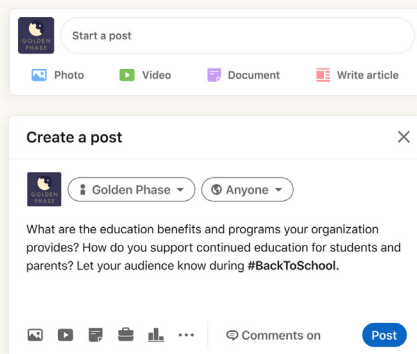 GOLDEN
PHASE
Start a post
Photo
Video
Document
Write article
Create a post
GOLDEN
PHASE
Golden Phase
Anyone
What are the education benefits and programs your organization
provides? How do you support continued education for students and
parents? Let your audience know during #BackToSchool.
Comments on
Post